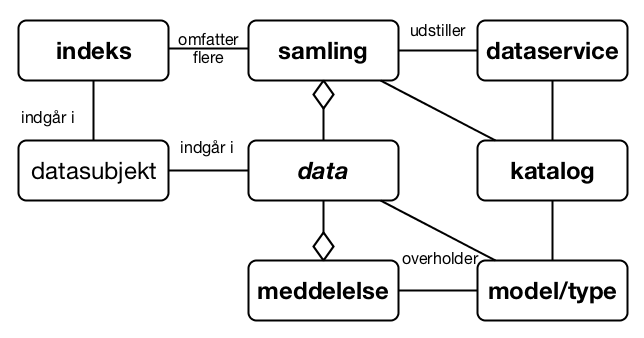 indeks
omfatter
flere
samling
udstiller
dataservice
indgår i
datasubjekt
indgår i
data
katalog
meddelelse
overholder
model/type